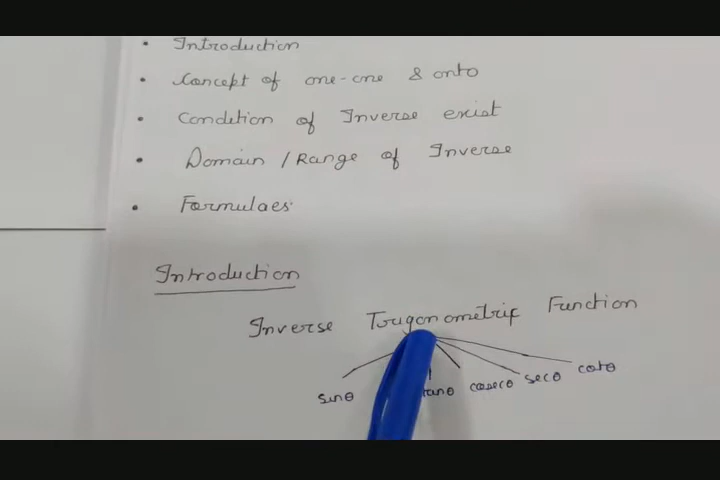 • Introduction
• Concept of one-one & onto
• Condition of Inverse exist
• Domain / Range of Inverse
• Formulaes
Introduction
Inverse Trigonometric Function
sinθ tanθ cosecθ secθ cotθ